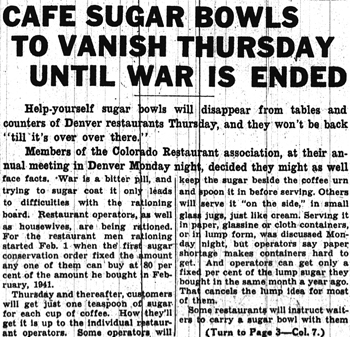 CAFE SUGAR BOWLS
TO VANISH THURSDAY
UNTIL WAR IS ENDED
Help-yourself sugar bowls will disappear from tables and
counters of Denver restaurants Thursday, and they won't be back
"till it's over over there."
Members of the Colorado Restaurant association, at their an-
nual meeting in Denver Monday night, decided they might as well
face facts. War is a bitter pill, and
trying to sugar coat it only leads
to difficulties with the rationing
board. Restaurant operators, as well
as housewives, are being rationed.
For the restaurant men rationing
started Feb. 1 when the first sugar
conservation order fixed the amount
any one of them can buy at 80 per
cent of the amount he bought in Feb-
ruary, 1941.
Thursday and thereafter, customers
will get just one teaspoon of sugar
for each cup of coffee. How they'll
get it is up to the individual restaur-
ant operators. Some operators will
keep the sugar beside the coffee urn
and spoon it in before serving. Others
will serve it "on the side," in small
glass jugs, just like cream. Serving it
in paper, glassine or cloth containers,
or in lump form, was discussed Mon-
day night, but operators say paper
shortage makes containers hard to
get. And operators can get only a
fixed per cent of the lump sugar they
bought in the same month a year ago.
That cancels the lump idea for most
of them.
Some restaurants will instruct wait-
ers to carry a sugar bowl with them
(Turn to Page 3—Col. 7.)